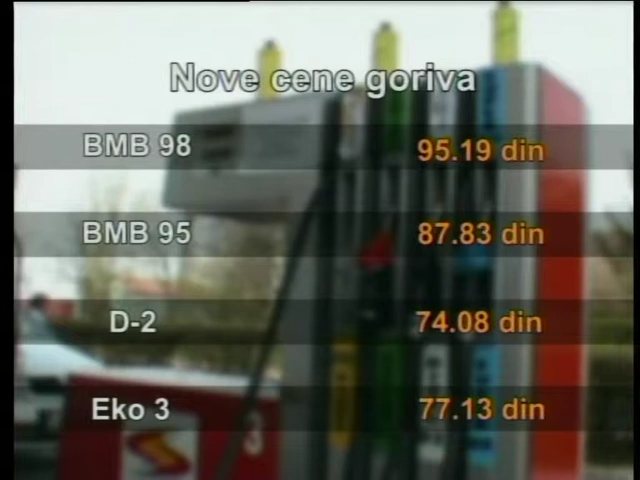 Nove cene goriva
BMB 98 95.19 din
BMB 95 87.83 din
D-2 74.08 din
Eko 3 77.13 din
3